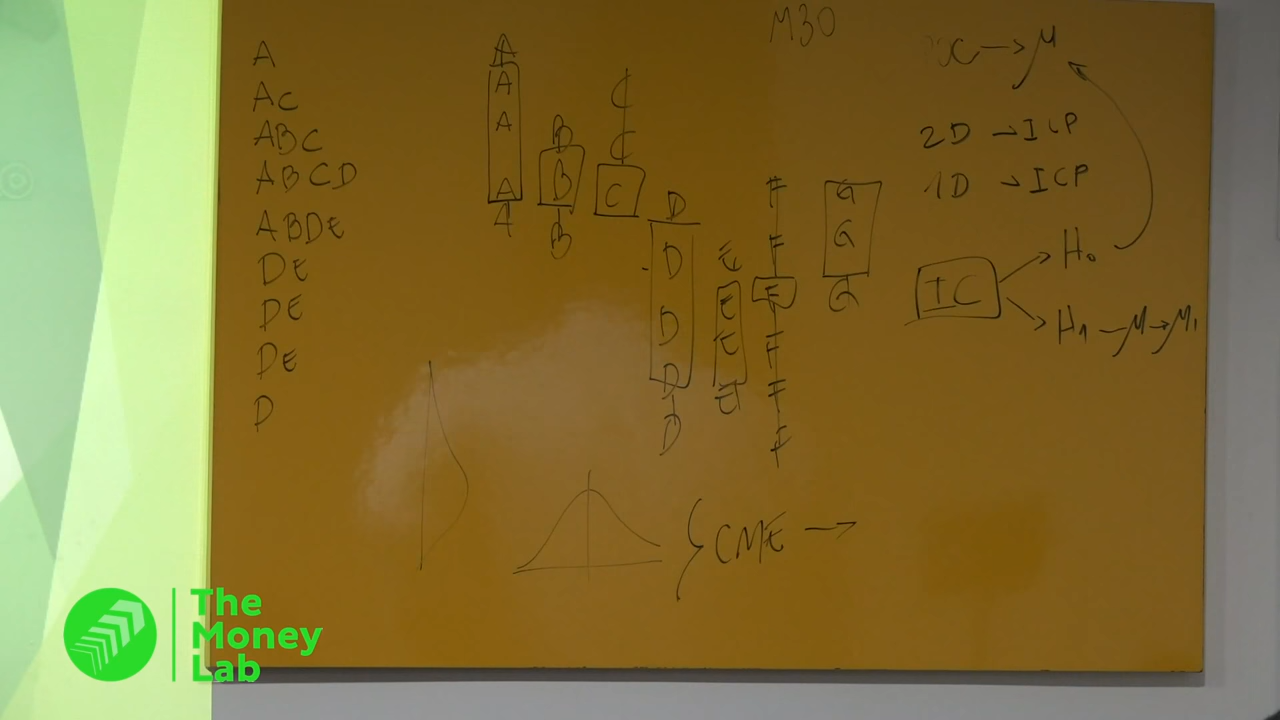 M30
A
AC
ABC
ABCD
ABDE
DE
DE
DE
D
A
A
A
A
A
B
B
B
C
C
C
D
D
D
D
D
E
E
E
E
F
F
F
F
F
F
G
G
G
x → μ
2D → ICP
1D → ICP
IC
H₀
H₁ → μ → μ₁
CME →
The
Money
Lab